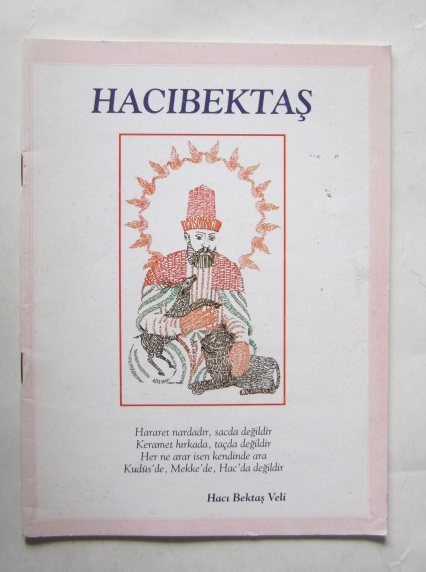 HACIBEKTAŞ
Hararet nardadır, sacda değildir
Keramet hırkada, taçda değildir
Her ne arar isen kendinde ara
Kudüs'de, Mekke'de, Hac'da değildir
Hacı Bektaş Veli